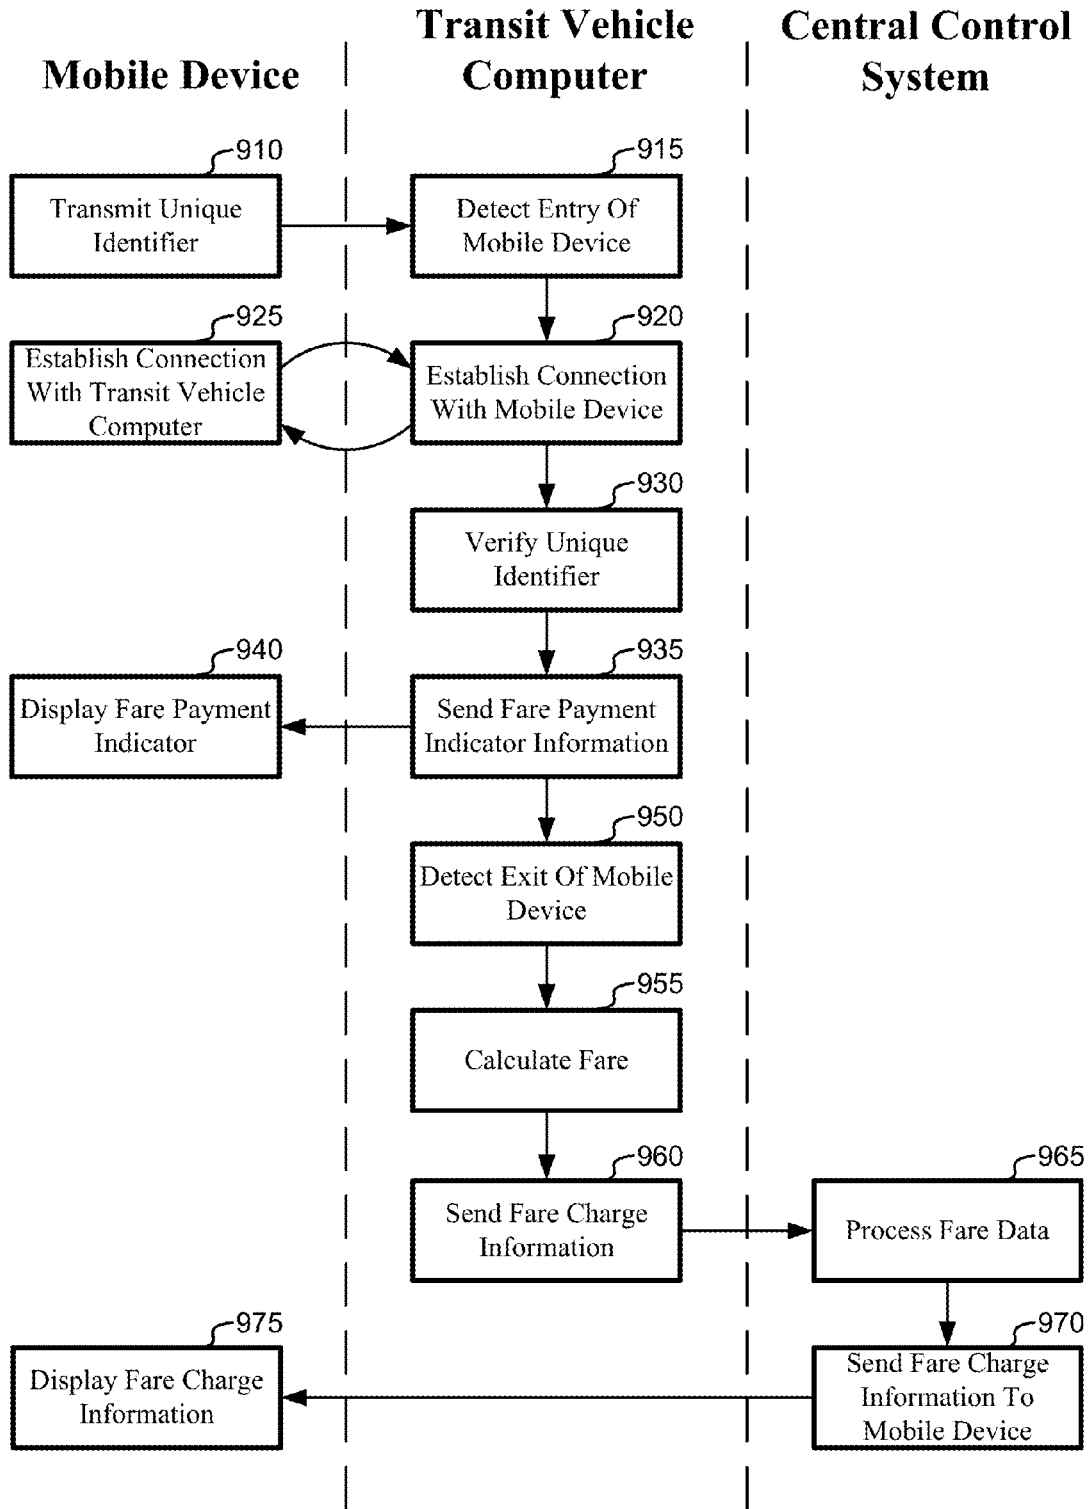 Mobile Device
Transit Vehicle
Computer
Central Control
System
910
Transmit Unique
Identifier
915
Detect Entry Of
Mobile Device
925
Establish Connection
With Transit Vehicle
Computer
920
Establish Connection
With Mobile Device
930
Verify Unique
Identifier
940
Display Fare Payment
Indicator
935
Send Fare Payment
Indicator Information
950
Detect Exit Of Mobile
Device
955
Calculate Fare
960
Send Fare Charge
Information
965
Process Fare Data
975
Display Fare Charge
Information
970
Send Fare Charge
Information To
Mobile Device